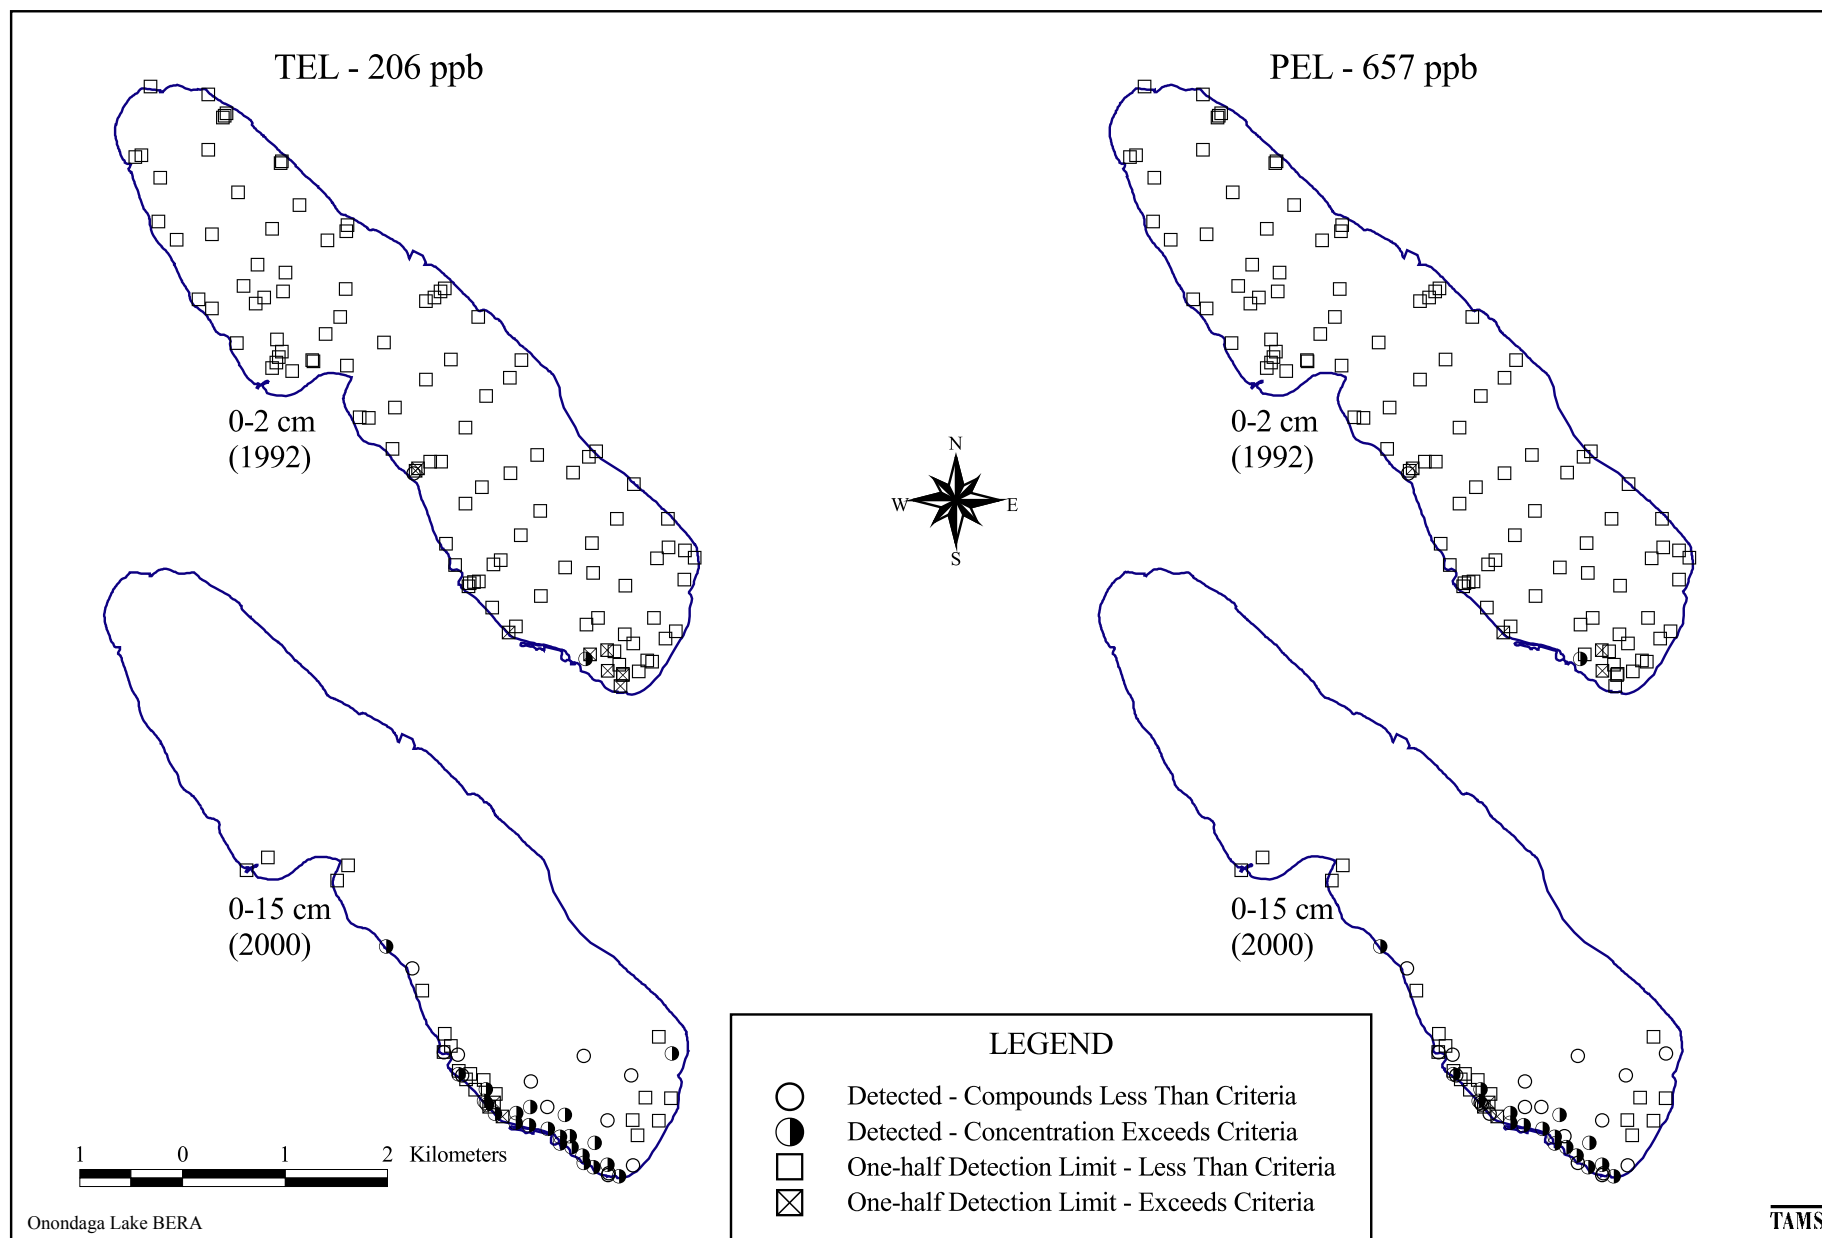 TEL - 206 ppb
PEL - 657 ppb
0-2 cm
(1992)
0-2 cm
(1992)
N
W
E
S
0-15 cm
(2000)
0-15 cm
(2000)
LEGEND
Detected - Compounds Less Than Criteria
Detected - Concentration Exceeds Criteria
One-half Detection Limit - Less Than Criteria
One-half Detection Limit - Exceeds Criteria
1 0 1 2 Kilometers
Onondaga Lake BERA
TAMS